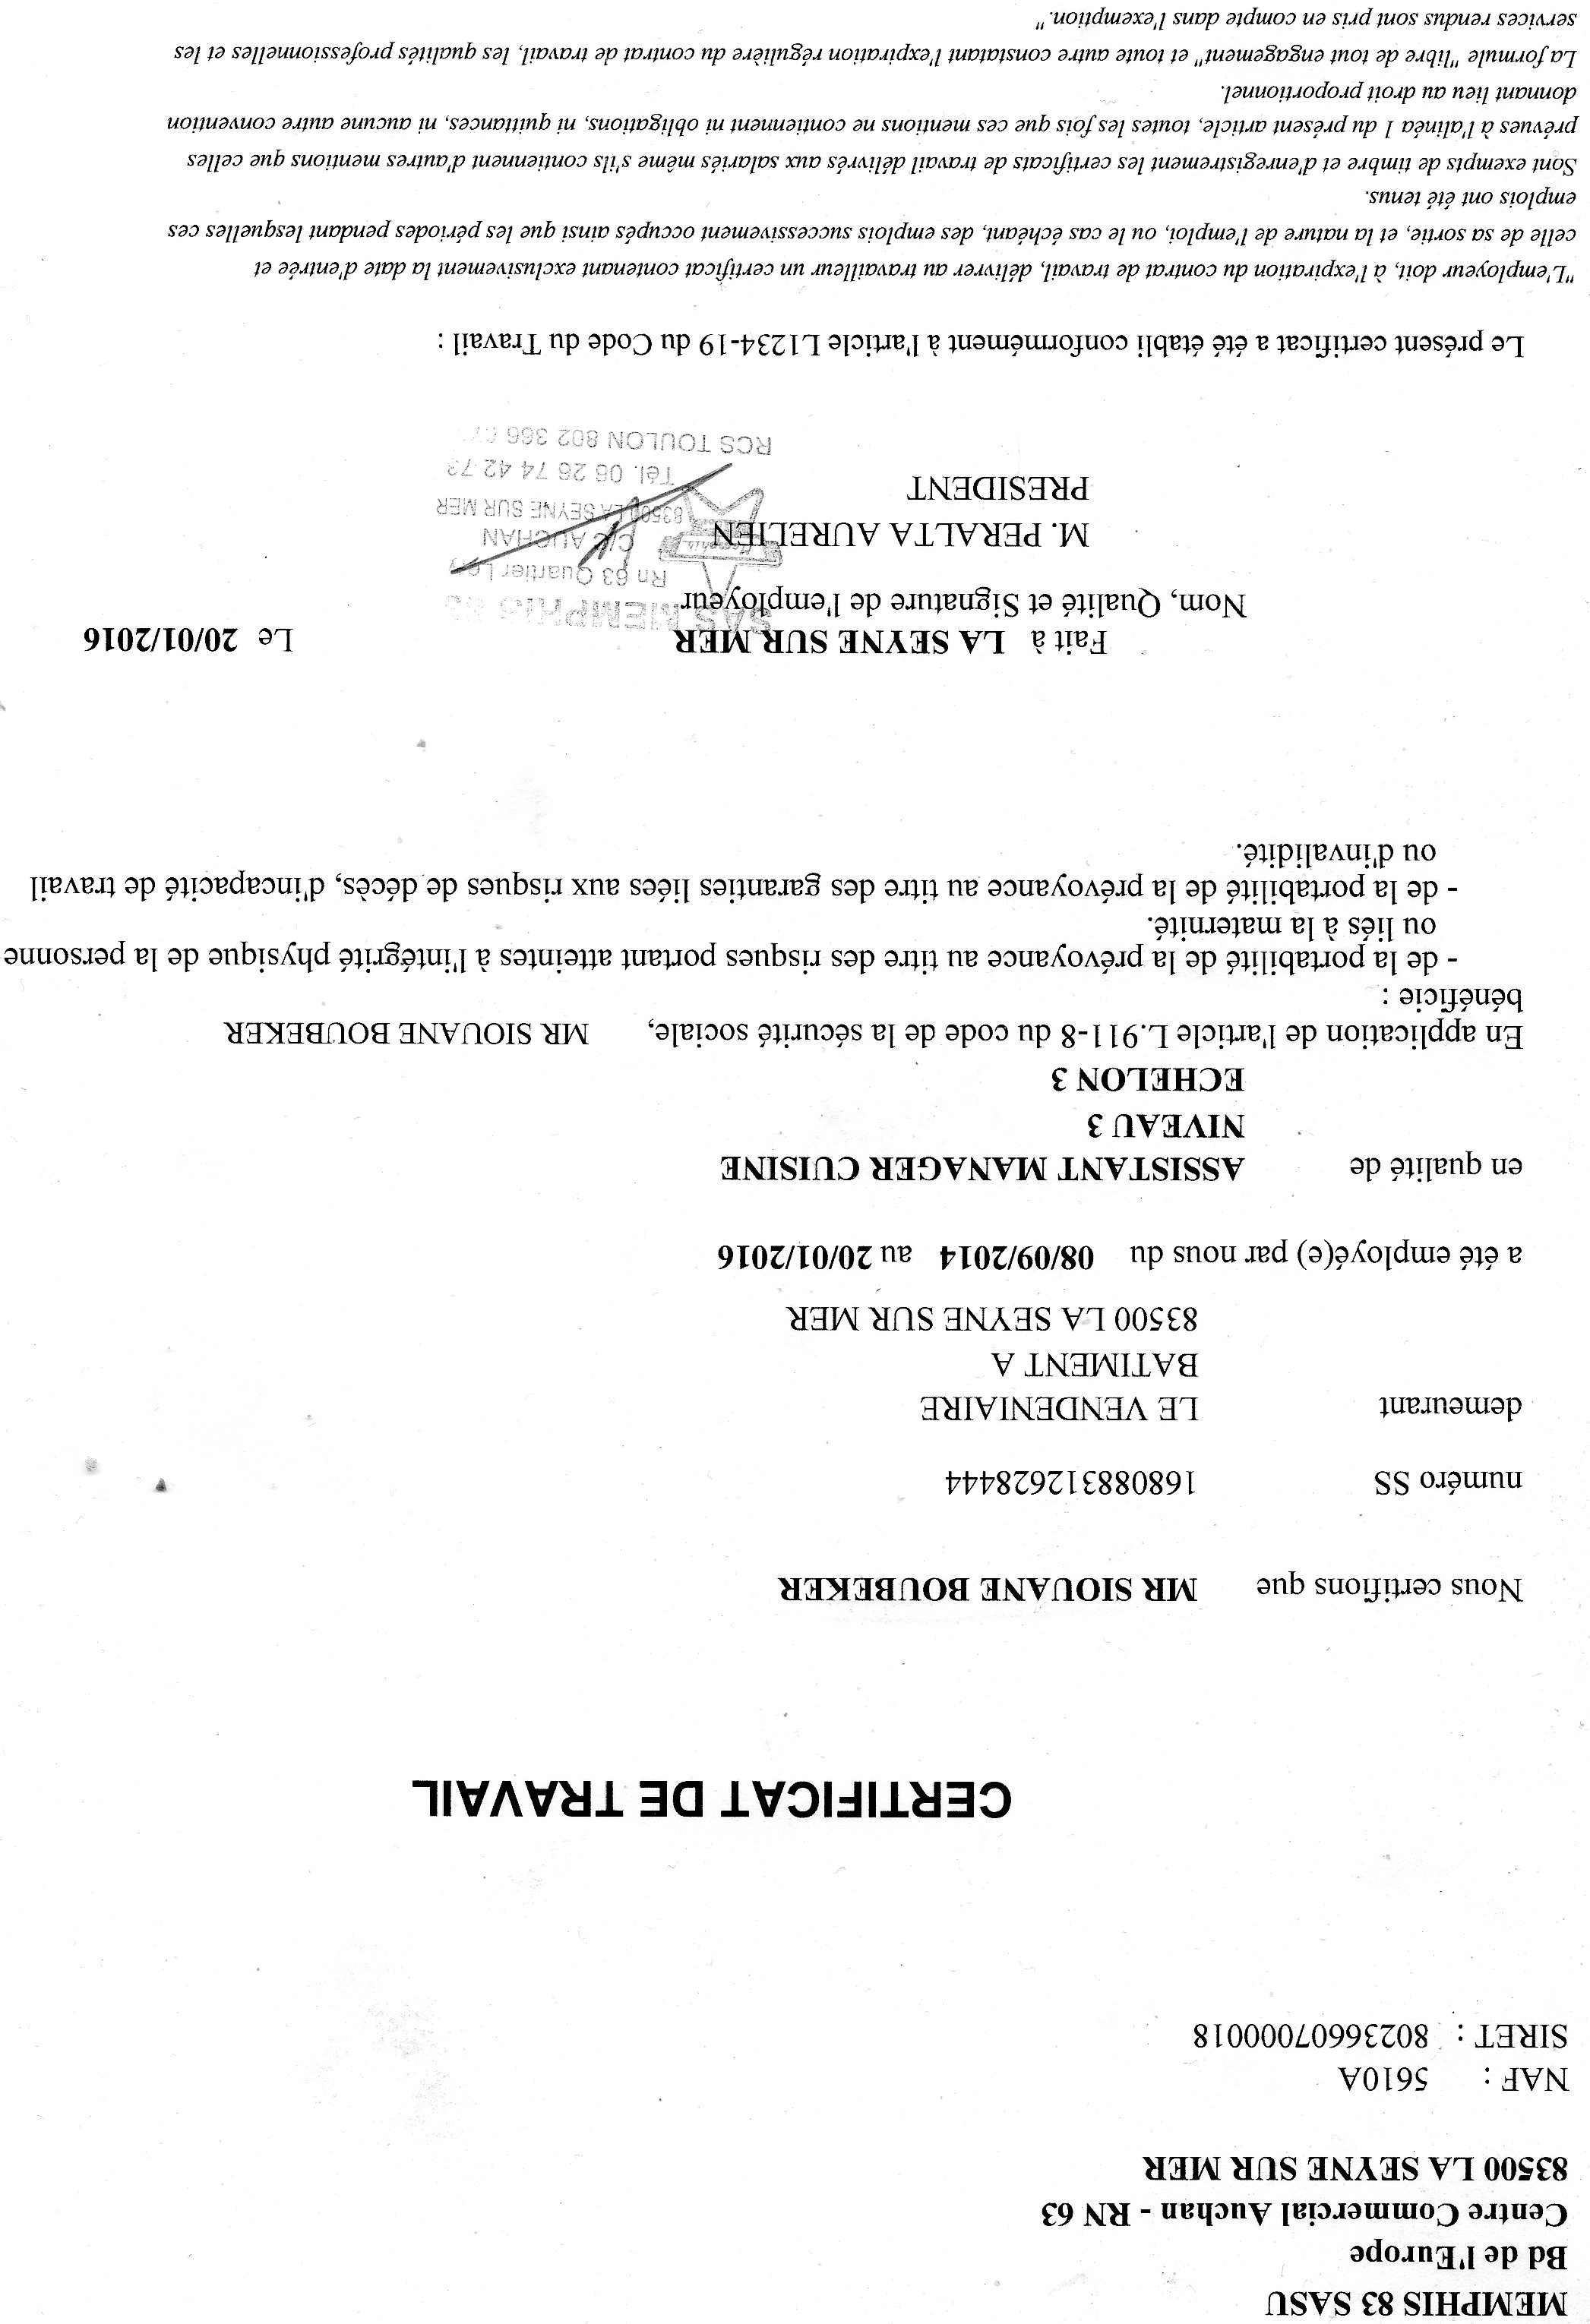 MEMPHIS 83 SASU
Bd de l'Europe
Centre Commercial Auchan - RN 63
83500 LA SEYNE SUR MER
NAF : 5610A
SIRET : 80236607000018
CERTIFICAT DE TRAVAIL
Nous certifions que MR SIOUANE BOUBEKER
numéro SS 168088312628444
demeurant LE VENDENIAIRE
BATIMENT A
83500 LA SEYNE SUR MER
a été employé(e) par nous du 08/09/2014 au 20/01/2016
en qualité de ASSISTANT MANAGER CUISINE
NIVEAU 3
ECHELON 3
En application de l'article L.911-8 du code de la sécurité sociale, MR SIOUANE BOUBEKER
bénéficie :
- de la portabilité de la prévoyance au titre des risques portant atteintes à l'intégrité physique de la personne
ou liés à la maternité.
- de la portabilité de la prévoyance au titre des garanties liées aux risques de décès, d'incapacité de travail
ou d'invalidité.
Fait à LA SEYNE SUR MER Le 20/01/2016
Nom, Qualité et Signature de l'employeur
M. PERALTA AURELIEN
PRESIDENT
SAS MEMPHIS
Rn 63 Quartier
C/C AUCHAN
83500 LA SEYNE SUR MER
Tél. 06 26 74 42 73
RCS TOULON 802 366
Le présent certificat a été établi conformément à l'article L1234-19 du Code du Travail :
"L'employeur doit, à l'expiration du contrat de travail, délivrer au travailleur un certificat contenant exclusivement la date d'entrée et
celle de sa sortie, et la nature de l'emploi, ou le cas échéant, des emplois successivement occupés ainsi que les périodes pendant lesquelles ces
emplois ont été tenus.
Sont exempts de timbre et d'enregistrement les certificats de travail délivrés aux salariés même s'ils contiennent d'autres mentions que celles
prévues à l'alinéa 1 du présent article, toutes les fois que ces mentions ne contiennent ni obligations, ni quittances, ni aucune autre convention
donnant lieu au droit proportionnel.
La formule "libre de tout engagement" et toute autre constatant l'expiration régulière du contrat de travail, les qualités professionnelles et les
services rendus sont pris en compte dans l'exemption."